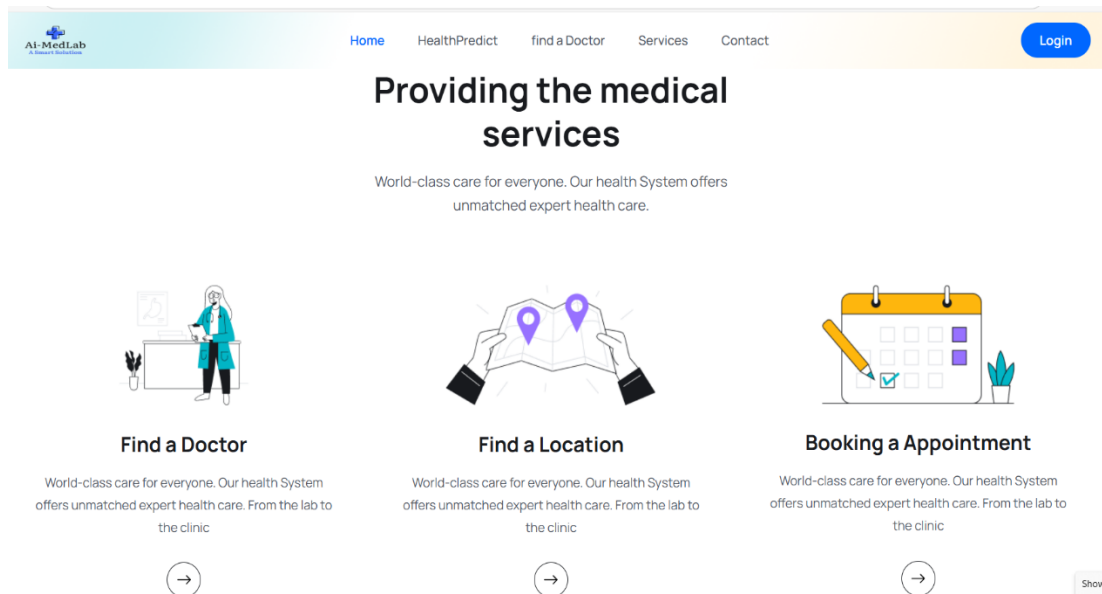 Ai-MedLab
A Smart Solution
Home HealthPredict find a Doctor Services Contact
Login
Providing the medical
services
World-class care for everyone. Our health System offers
unmatched expert health care.
Find a Doctor
World-class care for everyone. Our health System
offers unmatched expert health care. From the lab to
the clinic
Find a Location
World-class care for everyone. Our health System
offers unmatched expert health care. From the lab to
the clinic
Booking a Appointment
World-class care for everyone. Our health System
offers unmatched expert health care. From the lab to
the clinic
Show